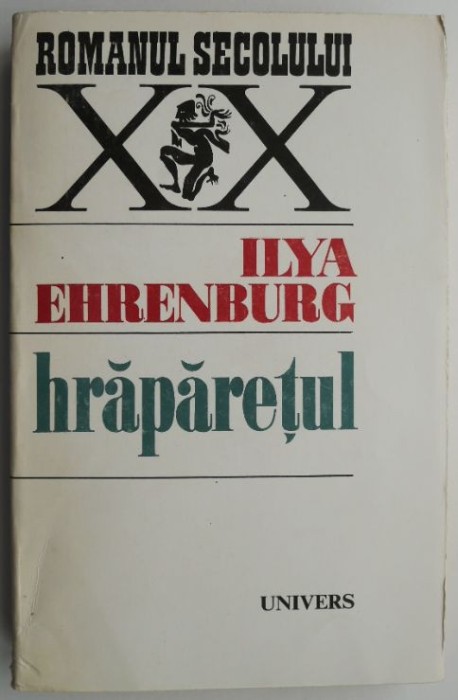 ROMANUL SECOLULUI
XX
ILYA
EHRENBURG
hrăpărețul
UNIVERS